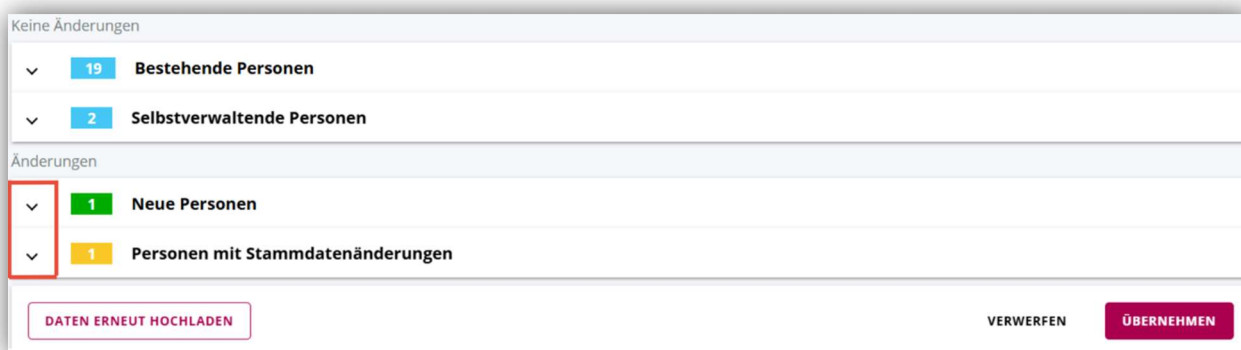 Keine Änderungen
19 Bestehende Personen
2 Selbstverwaltende Personen
Änderungen
1 Neue Personen
1 Personen mit Stammdatenänderungen
DATEN ERNEUT HOCHLADEN VERWERFEN ÜBERNEHMEN